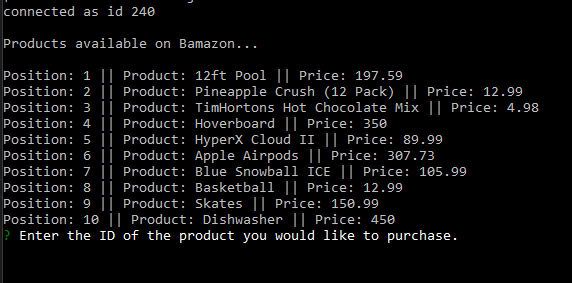 connected as id 240
Products available on Bamazon...
Position: 1 || Product: 12ft Pool || Price: 197.59
Position: 2 || Product: Pineapple Crush (12 Pack) || Price: 12.99
Position: 3 || Product: TimHortons Hot Chocolate Mix || Price: 4.98
Position: 4 || Product: Hoverboard || Price: 350
Position: 5 || Product: HyperX Cloud II || Price: 89.99
Position: 6 || Product: Apple Airpods || Price: 307.73
Position: 7 || Product: Blue Snowball ICE || Price: 105.99
Position: 8 || Product: Basketball || Price: 12.99
Position: 9 || Product: Skates || Price: 150.99
Position: 10 || Product: Dishwasher || Price: 450
? Enter the ID of the product you would like to purchase.